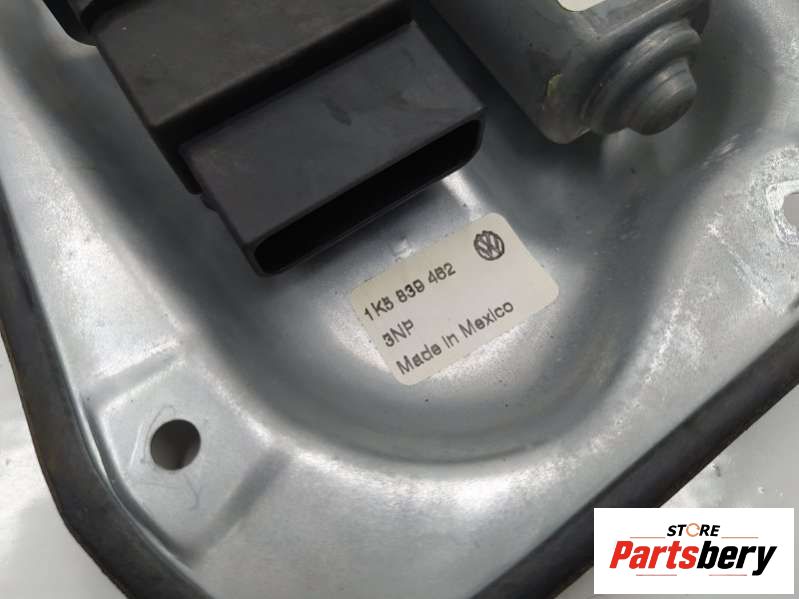 1K5 839 462
3NP
Made in Mexico
STORE
Partsbery